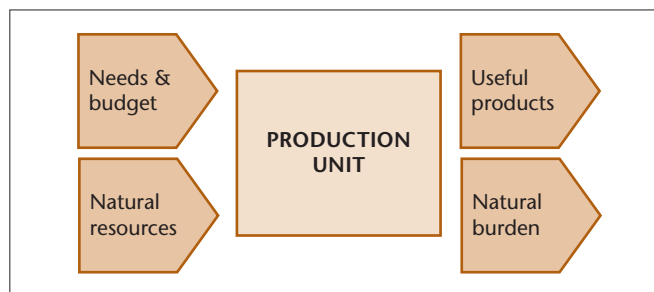 Needs &
budget
Natural
resources
PRODUCTION
UNIT
Useful
products
Natural
burden